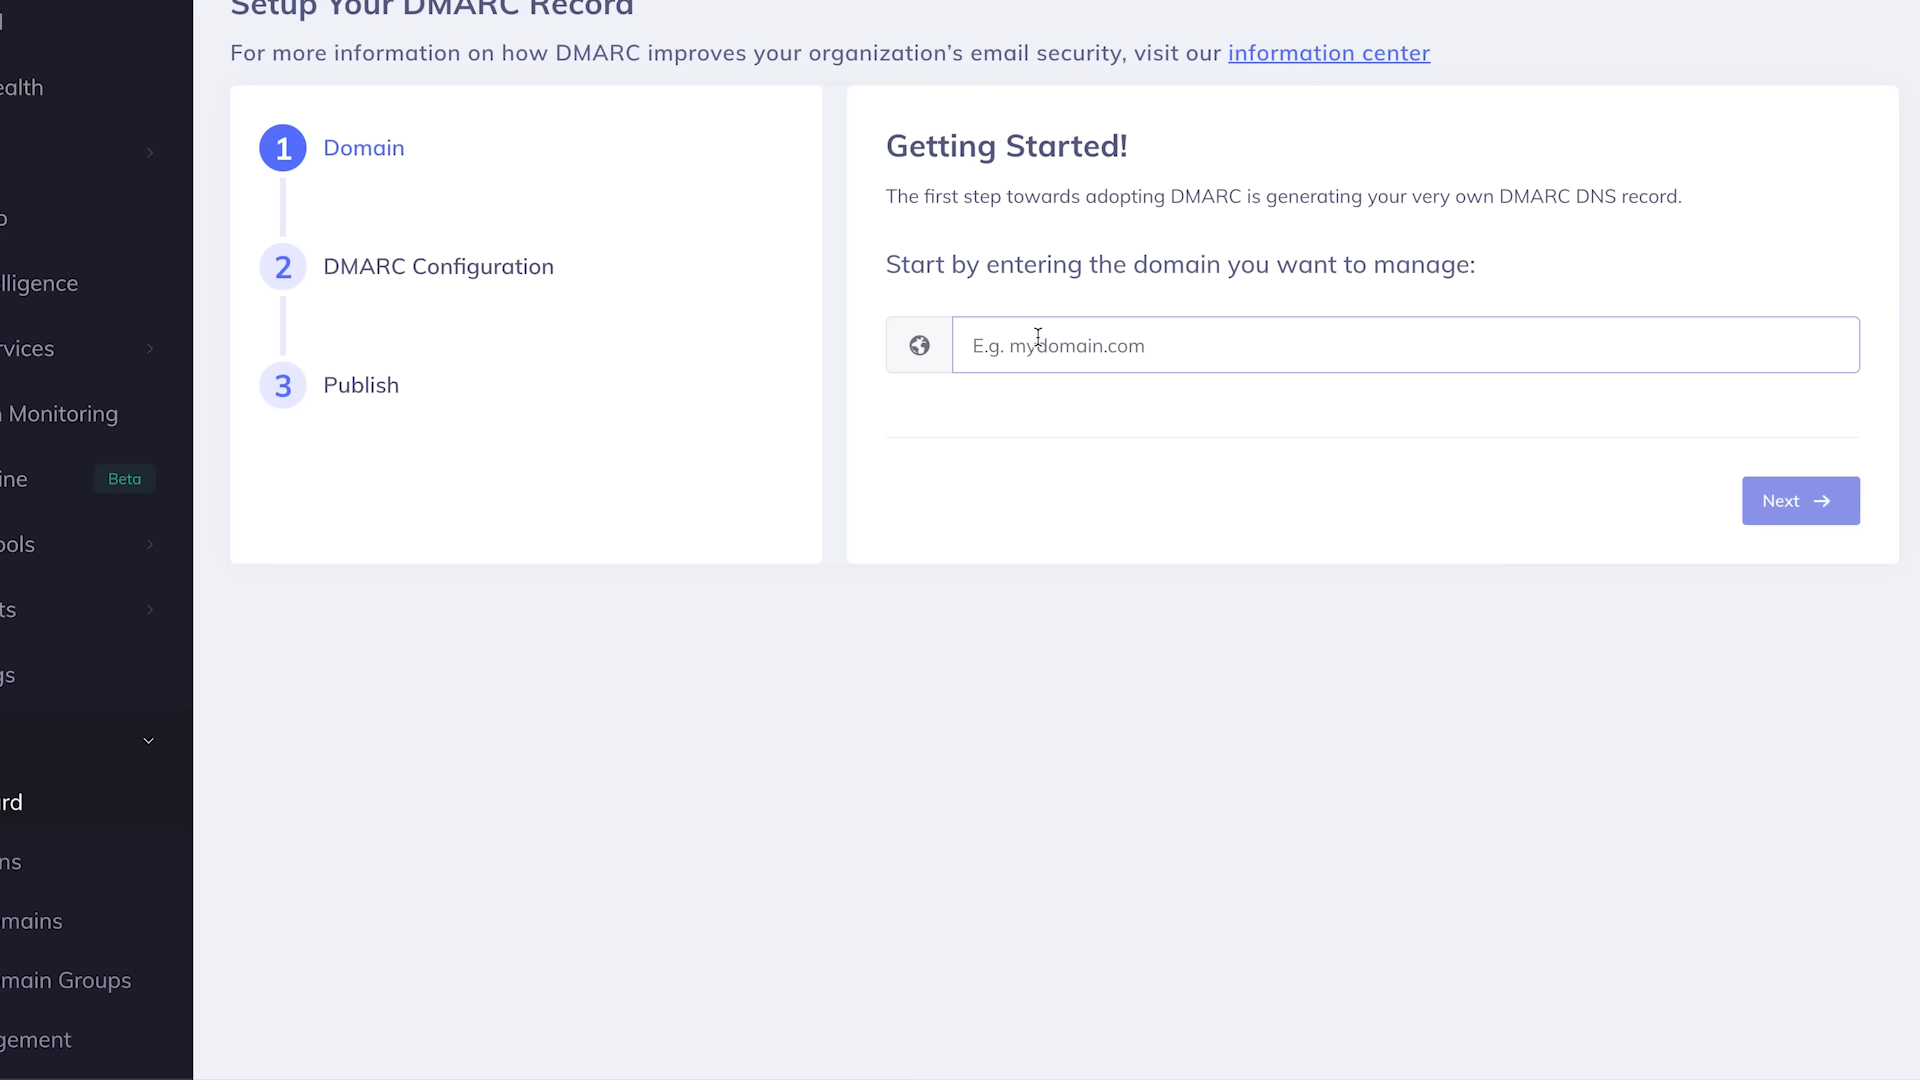 Setup Your DMARC Record
For more information on how DMARC improves your organization’s email security, visit our information center
1 Domain
2 DMARC Configuration
3 Publish
Getting Started!
The first step towards adopting DMARC is generating your very own DMARC DNS record.
Start by entering the domain you want to manage:
E.g. mydomain.com
Next
ealth
lligence
rvices
Monitoring
ine Beta
ols
ts
gs
rd
ns
mains
main Groups
gement